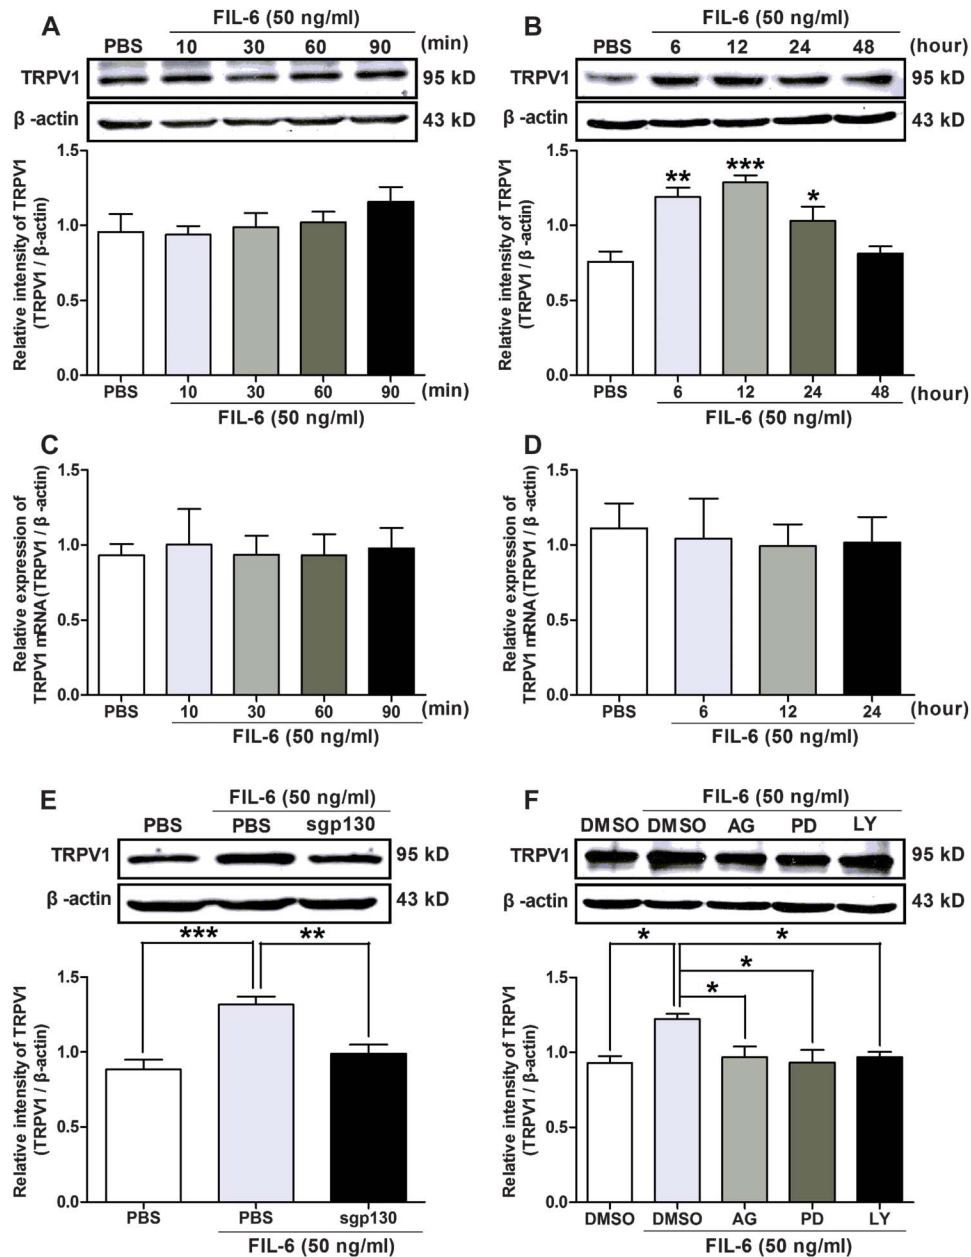 A
FIL-6 (50 ng/ml)
PBS 10 30 60 90 (min)
TRPV1 95 kD
β -actin 43 kD
Relative intensity of TRPV1
(TRPV1 / β-actin)
1.5
1.0
0.5
0.0
PBS 10 30 60 90 (min)
FIL-6 (50 ng/ml)
B
FIL-6 (50 ng/ml)
PBS 6 12 24 48 (hour)
TRPV1 95 kD
β -actin 43 kD
Relative intensity of TRPV1
(TRPV1 / β -actin)
1.5
1.0
0.5
0.0
** *** *
PBS 6 12 24 48 (hour)
FIL-6 (50 ng/ml)
C
Relative expression of
TRPV1 mRNA (TRPV1 / β -actin)
1.5
1.0
0.5
0.0
PBS 10 30 60 90 (min)
FIL-6 (50 ng/ml)
D
Relative expression of
TRPV1 mRNA (TRPV1 / β -actin)
1.5
1.0
0.5
0.0
PBS 6 12 24 (hour)
FIL-6 (50 ng/ml)
E
FIL-6 (50 ng/ml)
PBS PBS sgp130
TRPV1 95 kD
β -actin 43 kD
*** **
Relative intensity of TRPV1
(TRPV1 / β-actin)
1.5
1.0
0.5
0.0
PBS PBS sgp130
FIL-6 (50 ng/ml)
F
FIL-6 (50 ng/ml)
DMSO DMSO AG PD LY
TRPV1 95 kD
β -actin 43 kD
* *
*
*
Relative intensity of TRPV1
(TRPV1 / β-actin)
1.5
1.0
0.5
0.0
DMSO DMSO AG PD LY
FIL-6 (50 ng/ml)